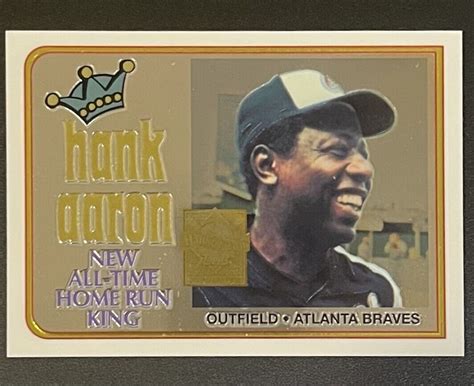 hank
aaron
NEW
ALL-TIME
HOME RUN
KING
OUTFIELD • ATLANTA BRAVES